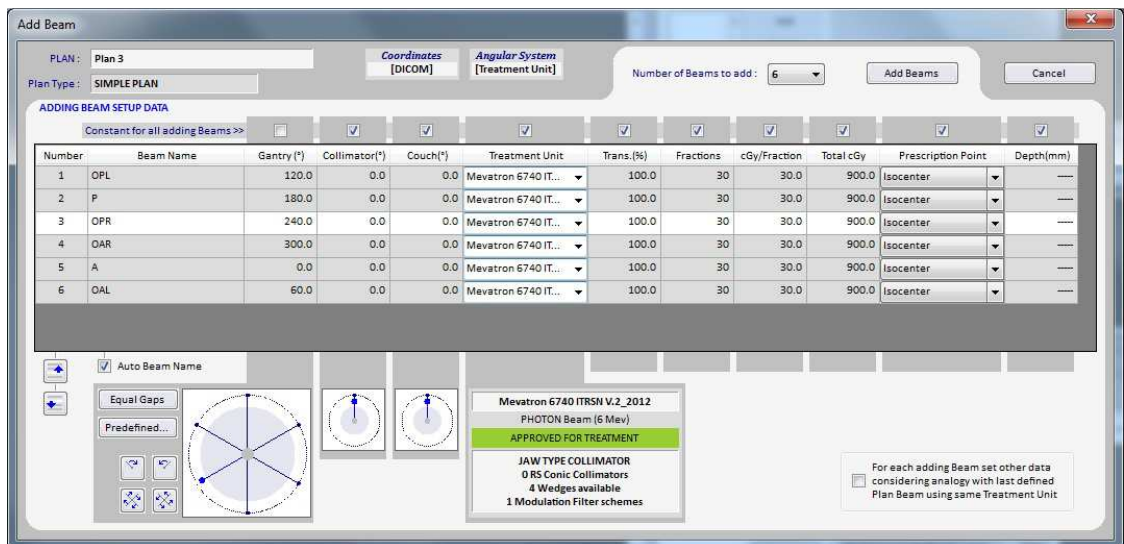 Add Beam
PLAN : Plan 3
Coordinates
[DICOM]
Angular System
[Treatment Unit]
Number of Beams to add : 6
Add Beams
Cancel
Plan Type : SIMPLE PLAN
ADDING BEAM SETUP DATA
Constant for all adding Beams >>
Number Beam Name Gantry (°) Collimator(°) Couch(°) Treatment Unit Trans.(%) Fractions cGy/Fraction Total cGy Prescription Point Depth(mm)
1 OPL 120.0 0.0 0.0 Mevatron 6740 IT... 100.0 30 30.0 900.0 Isocenter ----
2 P 180.0 0.0 0.0 Mevatron 6740 IT... 100.0 30 30.0 900.0 Isocenter ----
3 OPR 240.0 0.0 0.0 Mevatron 6740 IT... 100.0 30 30.0 900.0 Isocenter ----
4 OAR 300.0 0.0 0.0 Mevatron 6740 IT... 100.0 30 30.0 900.0 Isocenter ----
5 A 0.0 0.0 0.0 Mevatron 6740 IT... 100.0 30 30.0 900.0 Isocenter ----
6 OAL 60.0 0.0 0.0 Mevatron 6740 IT... 100.0 30 30.0 900.0 Isocenter ----
Auto Beam Name
Equal Gaps
Predefined...
Mevatron 6740 ITRSN V.2_2012
PHOTON Beam (6 Mev)
APPROVED FOR TREATMENT
JAW TYPE COLLIMATOR
0 RS Conic Collimators
4 Wedges available
1 Modulation Filter schemes
For each adding Beam set other data
considering analogy with last defined
Plan Beam using same Treatment Unit